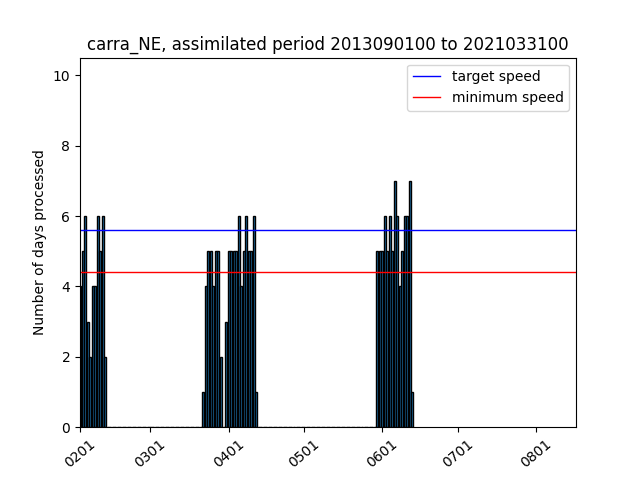 carra_NE, assimilated period 2013090100 to 2021033100
target speed
minimum speed
Number of days processed
10
8
6
4
2
0
0201 0301 0401 0501 0601 0701 0801